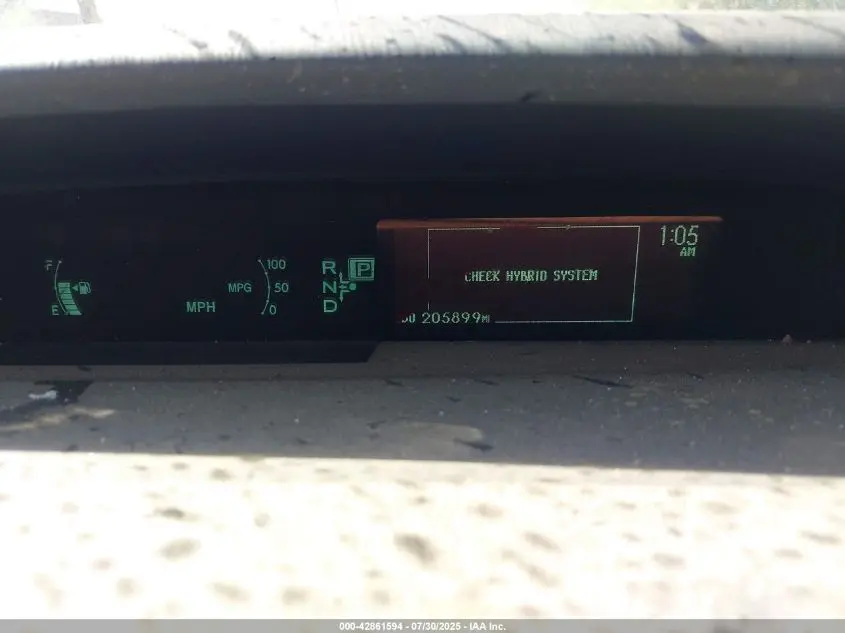 F
E
MPH
MPG
100
50
0
R P
N
D
CHECK HYBRID SYSTEM
1:05
AM
205899MI
000-42861594 - 07/30/2025 - IAA Inc.